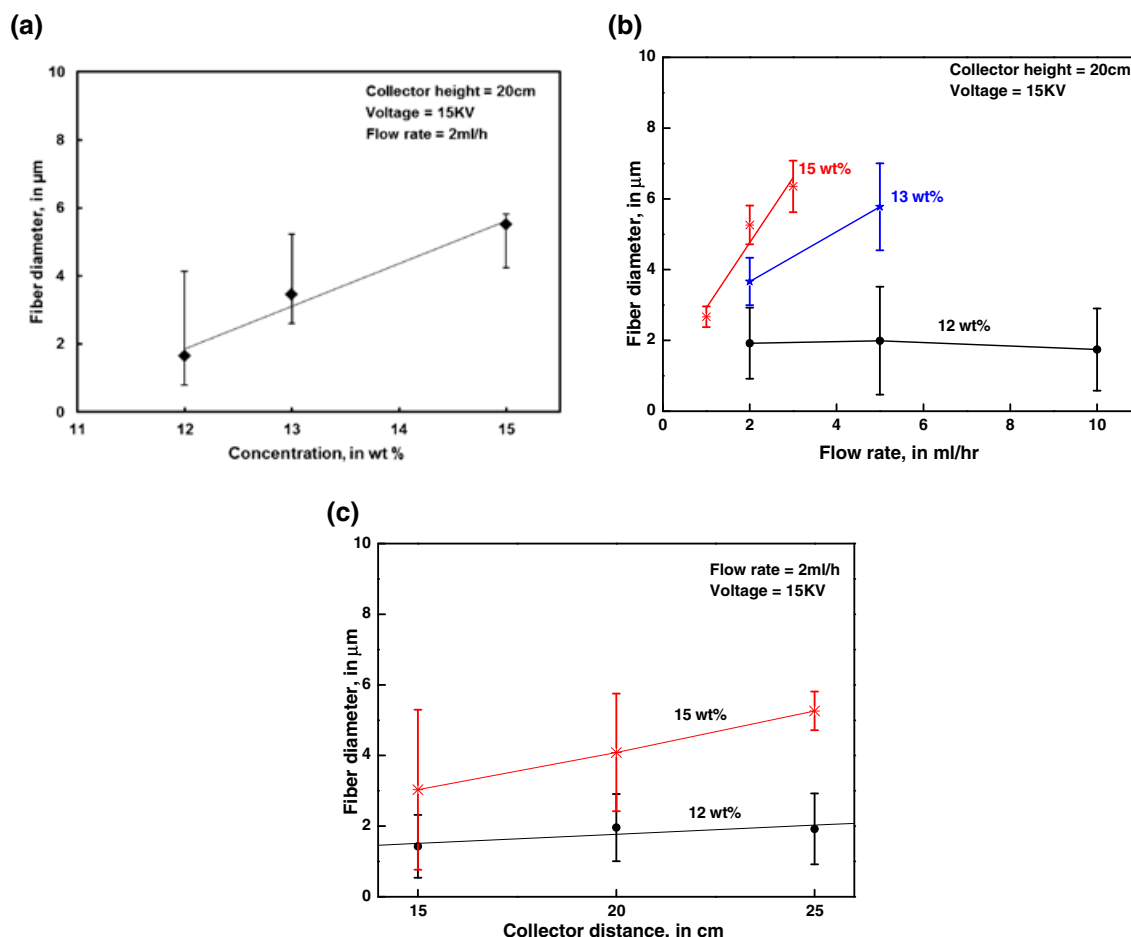 (a)
10
8
6
4
2
0
Fiber diameter, in µm
Collector height = 20cm
Voltage = 15KV
Flow rate = 2ml/h
11 12 13 14 15
Concentration, in wt %
(b)
10
8
6
4
2
0
Fiber diameter, in µm
Collector height = 20cm
Voltage = 15KV
15 wt%
13 wt%
12 wt%
0 2 4 6 8 10
Flow rate, in ml/hr
(c)
10
8
6
4
2
0
Fiber diameter, in µm
Flow rate = 2ml/h
Voltage = 15KV
15 wt%
12 wt%
15 20 25
Collector distance, in cm